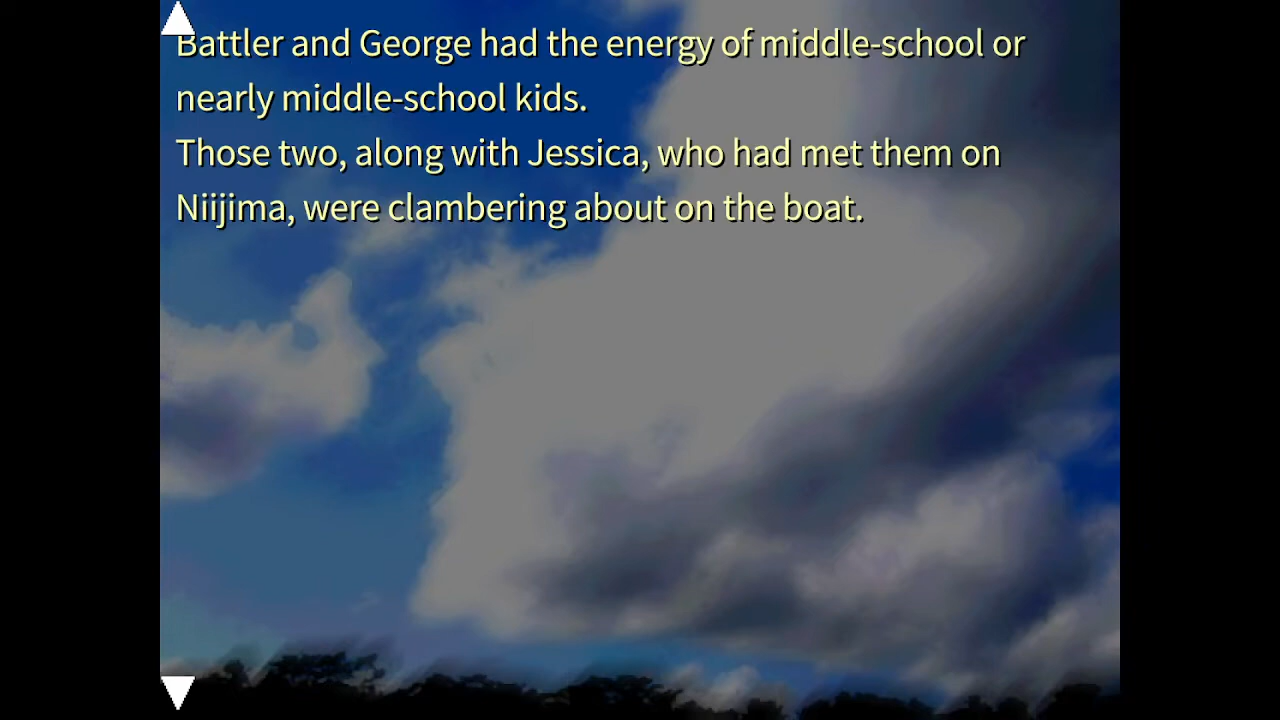 Battler and George had the energy of middle-school or
nearly middle-school kids.
Those two, along with Jessica, who had met them on
Niijima, were clambering about on the boat.